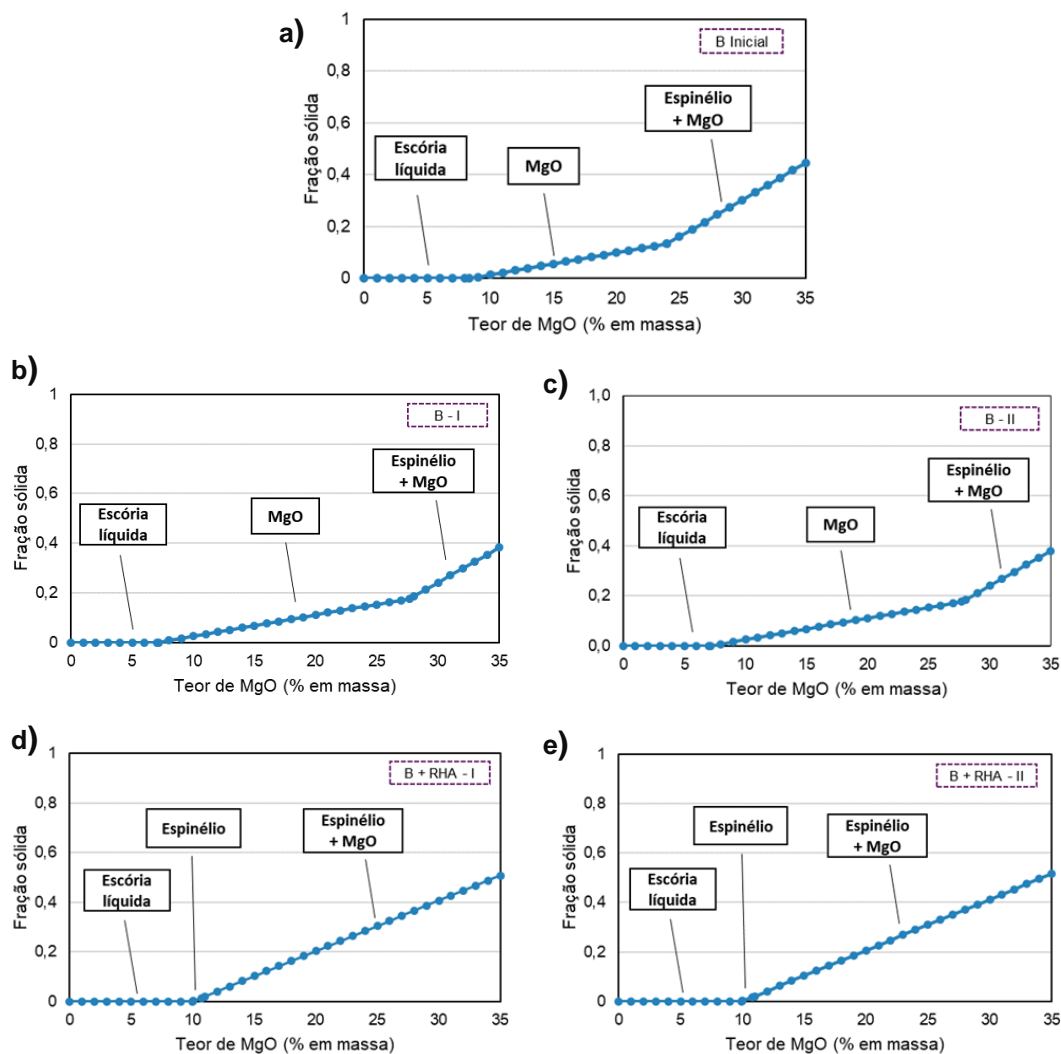 a)
B Inicial
Fração sólida
1
0,8
0,6
0,4
0,2
0
Espinélio
+ MgO
Escória
líquida
MgO
0 5 10 15 20 25 30 35
Teor de MgO (% em massa)
b)
B - I
Fração sólida
1
0,8
0,6
0,4
0,2
0
Espinélio
+ MgO
Escória
líquida
MgO
0 5 10 15 20 25 30 35
Teor de MgO (% em massa)
c)
B - II
Fração sólida
1,0
0,8
0,6
0,4
0,2
0,0
Espinélio
+ MgO
Escória
líquida
MgO
0 5 10 15 20 25 30 35
Teor de MgO (% em massa)
d)
B + RHA - I
Fração sólida
1
0,8
0,6
0,4
0,2
0
Espinélio
Espinélio
+ MgO
Escória
líquida
0 5 10 15 20 25 30 35
Teor de MgO (% em massa)
e)
B + RHA - II
Fração sólida
1
0,8
0,6
0,4
0,2
0
Espinélio
Espinélio
+ MgO
Escória
líquida
0 5 10 15 20 25 30 35
Teor de MgO (% em massa)